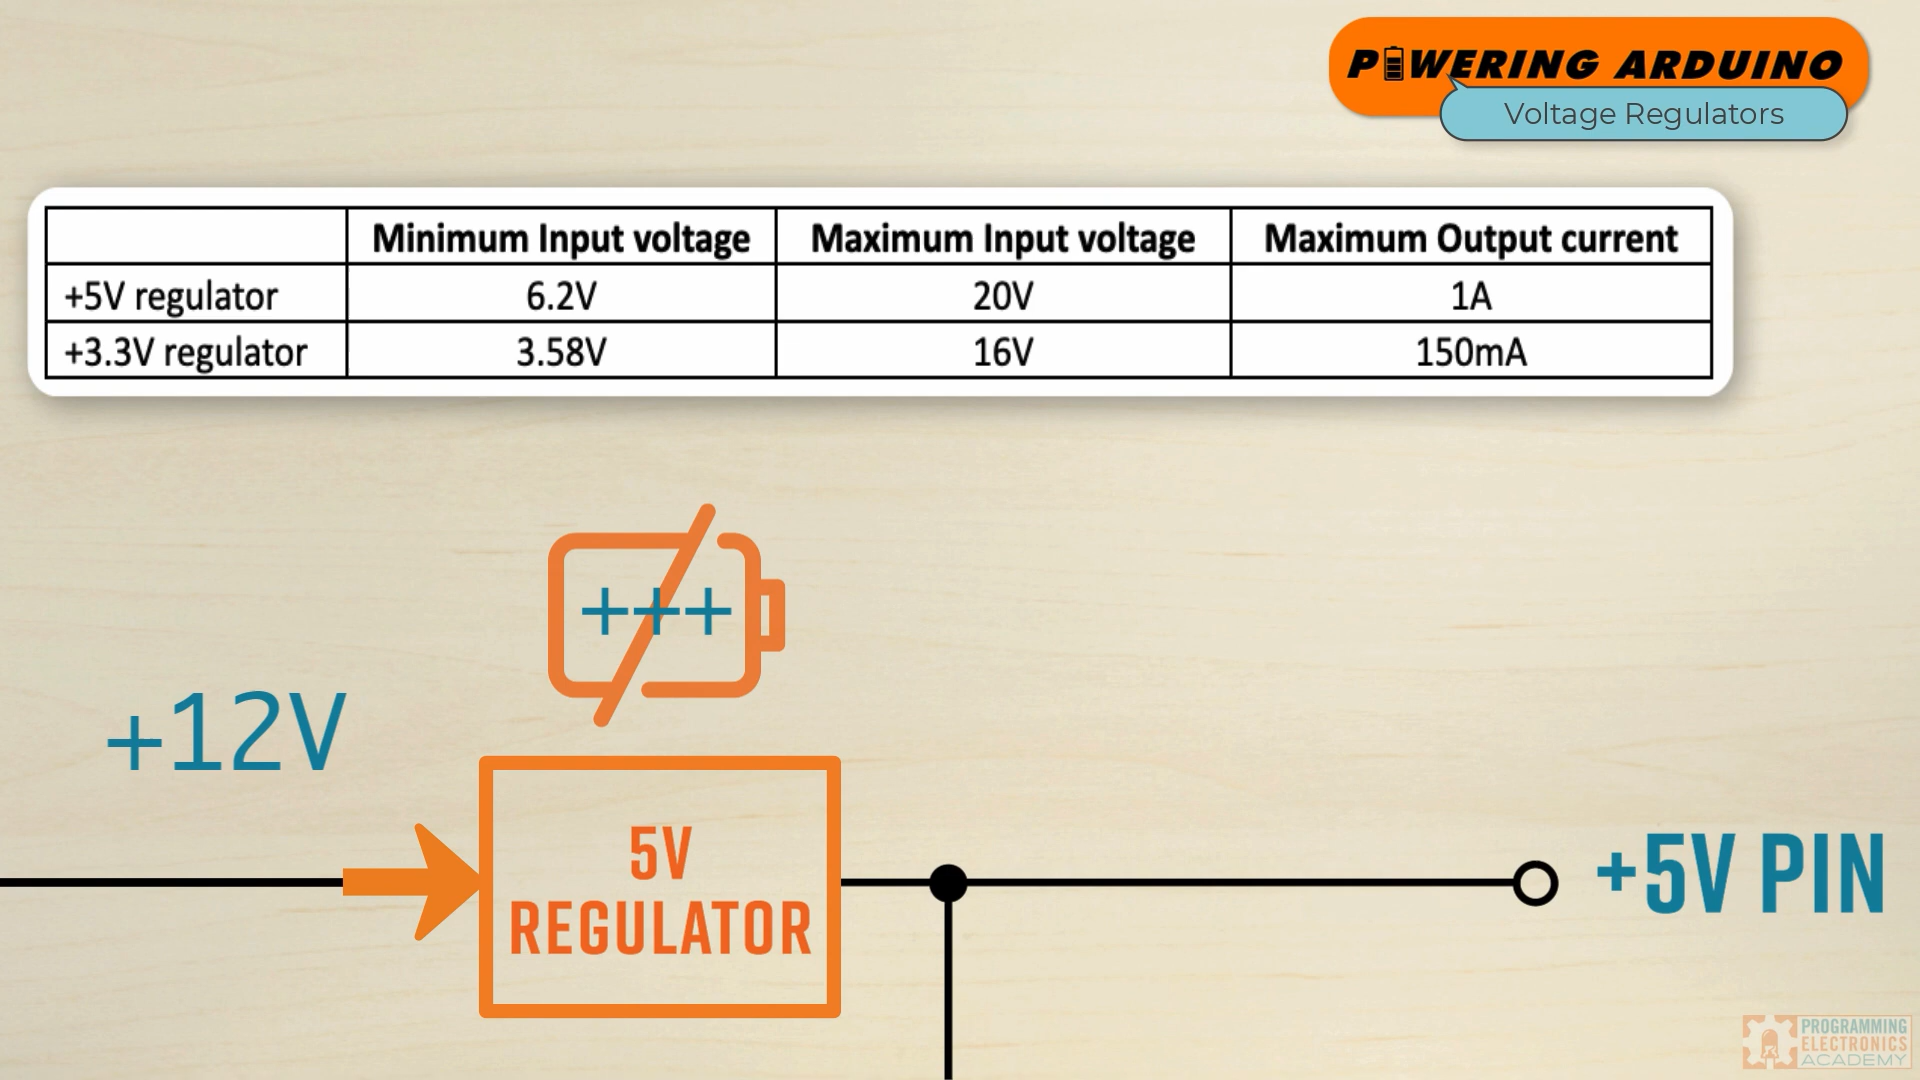 POWERING ARDUINO
Voltage Regulators
Minimum Input voltage Maximum Input voltage Maximum Output current
+5V regulator 6.2V 20V 1A
+3.3V regulator 3.58V 16V 150mA
+++
+12V
5V
REGULATOR
+5V PIN
PROGRAMMING
ELECTRONICS
ACADEMY